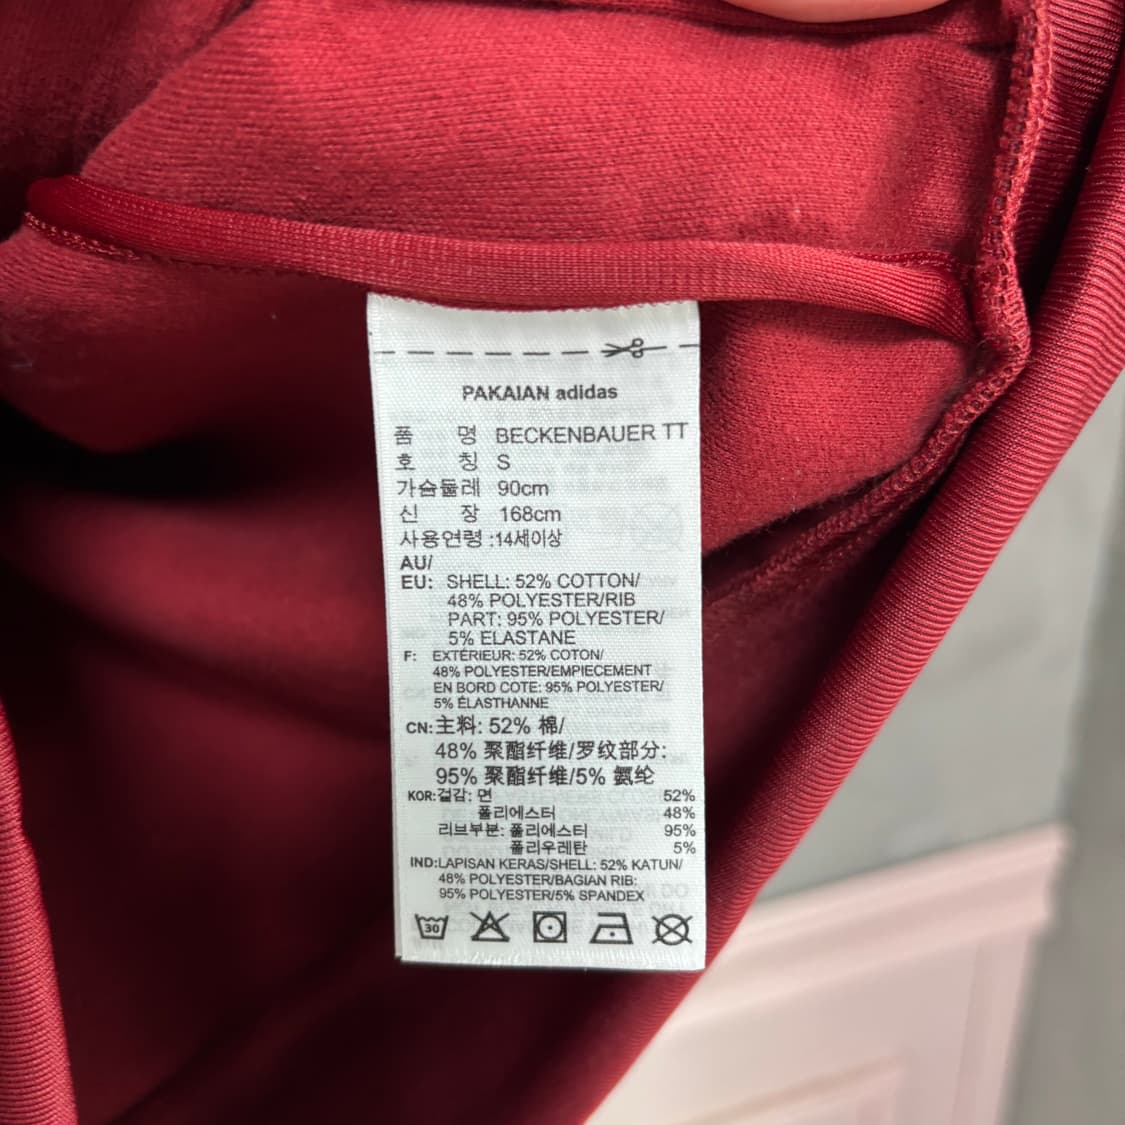 PAKAIAN adidas
품 명 BECKENBAUER TT
호 칭 S
가슴둘레 90cm
신 장 168cm
사용연령 :14세이상
AU/
EU: SHELL: 52% COTTON/
48% POLYESTER/RIB
PART: 95% POLYESTER/
5% ELASTANE
F: EXTÉRIEUR: 52% COTON/
48% POLYESTER/EMPIECEMENT
EN BORD COTE: 95% POLYESTER/
5% ÉLASTHANNE
CN: 主料: 52% 棉/
48% 聚酯纤维/罗纹部分:
95% 聚酯纤维/5% 氨纶
KOR: 겉감: 면 52%
폴리에스터 48%
리브부분: 폴리에스터 95%
폴리우레탄 5%
IND:LAPISAN KERAS/SHELL: 52% KATUN/
48% POLYESTER/BAGIAN RIB:
95% POLYESTER/5% SPANDEX
30